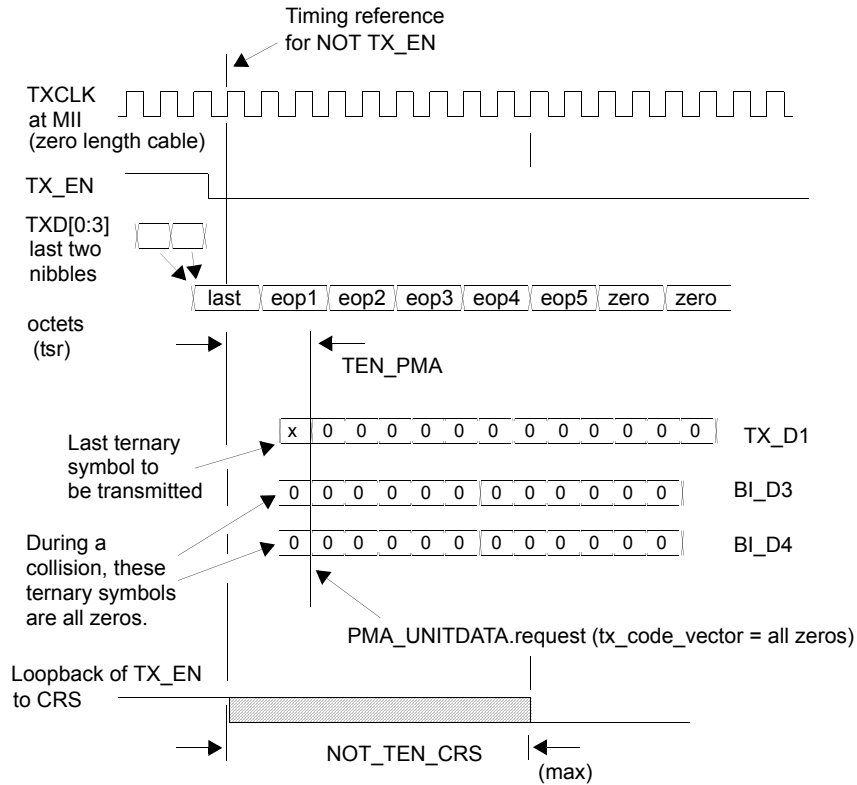 Timing reference
for NOT TX_EN
TXCLK
at MII
(zero length cable)
TX_EN
TXD[0:3]
last two
nibbles
last eop1 eop2 eop3 eop4 eop5 zero zero
octets
(tsr)
TEN_PMA
x 0 0 0 0 0 0 0 0 0 0 0 0 TX_D1
Last ternary
symbol to
be transmitted
0 0 0 0 0 0 0 0 0 0 0 0 BI_D3
0 0 0 0 0 0 0 0 0 0 0 0 BI_D4
During a
collision, these
ternary symbols
are all zeros.
PMA_UNITDATA.request (tx_code_vector = all zeros)
Loopback of TX_EN
to CRS
NOT_TEN_CRS
(max)